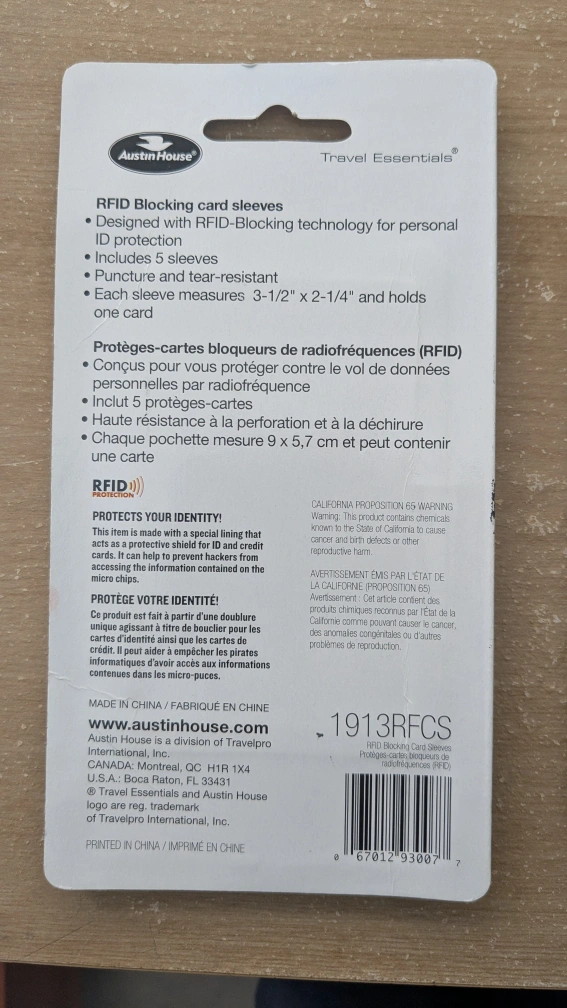 Austin House®
Travel Essentials®
RFID Blocking card sleeves
• Designed with RFID-Blocking technology for personal
ID protection
• Includes 5 sleeves
• Puncture and tear-resistant
• Each sleeve measures 3-1/2" x 2-1/4" and holds
one card
Protèges-cartes bloqueurs de radiofréquences (RFID)
• Conçus pour vous protéger contre le vol de données
personnelles par radiofréquence
• Inclut 5 protèges-cartes
• Haute résistance à la perforation et à la déchirure
• Chaque pochette mesure 9 x 5,7 cm et peut contenir
une carte
RFID
PROTECTION
PROTECTS YOUR IDENTITY!
This item is made with a special lining that
acts as a protective shield for ID and credit
cards. It can help to prevent hackers from
accessing the information contained on the
micro chips.
PROTÈGE VOTRE IDENTITÉ!
Ce produit est fait à partir d'une doublure
unique agissant à titre de bouclier pour les
cartes d'identité ainsi que les cartes de
crédit. Il peut aider à empêcher les pirates
informatiques d'avoir accès aux informations
contenues dans les micro-puces.
CALIFORNIA PROPOSITION 65 WARNING
Warning: This product contains chemicals
known to the State of California to cause
cancer and birth defects or other
reproductive harm.
AVERTISSEMENT ÉMIS PAR L'ÉTAT DE
LA CALIFORNIE (PROPOSITION 65)
Avertissement : Cet article contient des
produits chimiques reconnus par l'État de la
Californie comme pouvant causer le cancer,
des anomalies congénitales ou d'autres
problèmes de reproduction.
MADE IN CHINA / FABRIQUÉ EN CHINE
www.austinhouse.com
Austin House is a division of Travelpro
International, Inc.
CANADA: Montreal, QC H1R 1X4
U.S.A.: Boca Raton, FL 33431
® Travel Essentials and Austin House
logo are reg. trademark
of Travelpro International, Inc.
PRINTED IN CHINA / IMPRIMÉ EN CHINE
1913RFCS
RFID Blocking Card Sleeves
Protèges-cartes bloqueurs de
radiofréquences (RFID)
0 67012 93007 7